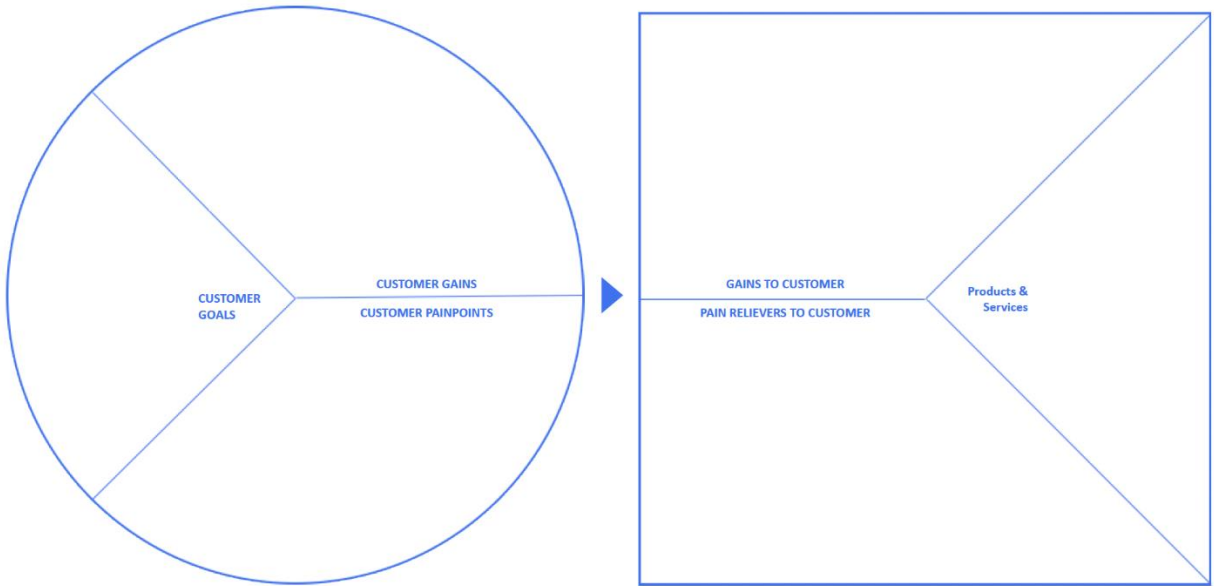 CUSTOMER
GOALS
CUSTOMER GAINS
CUSTOMER PAINPOINTS
GAINS TO CUSTOMER
PAIN RELIEVERS TO CUSTOMER
Products &
Services